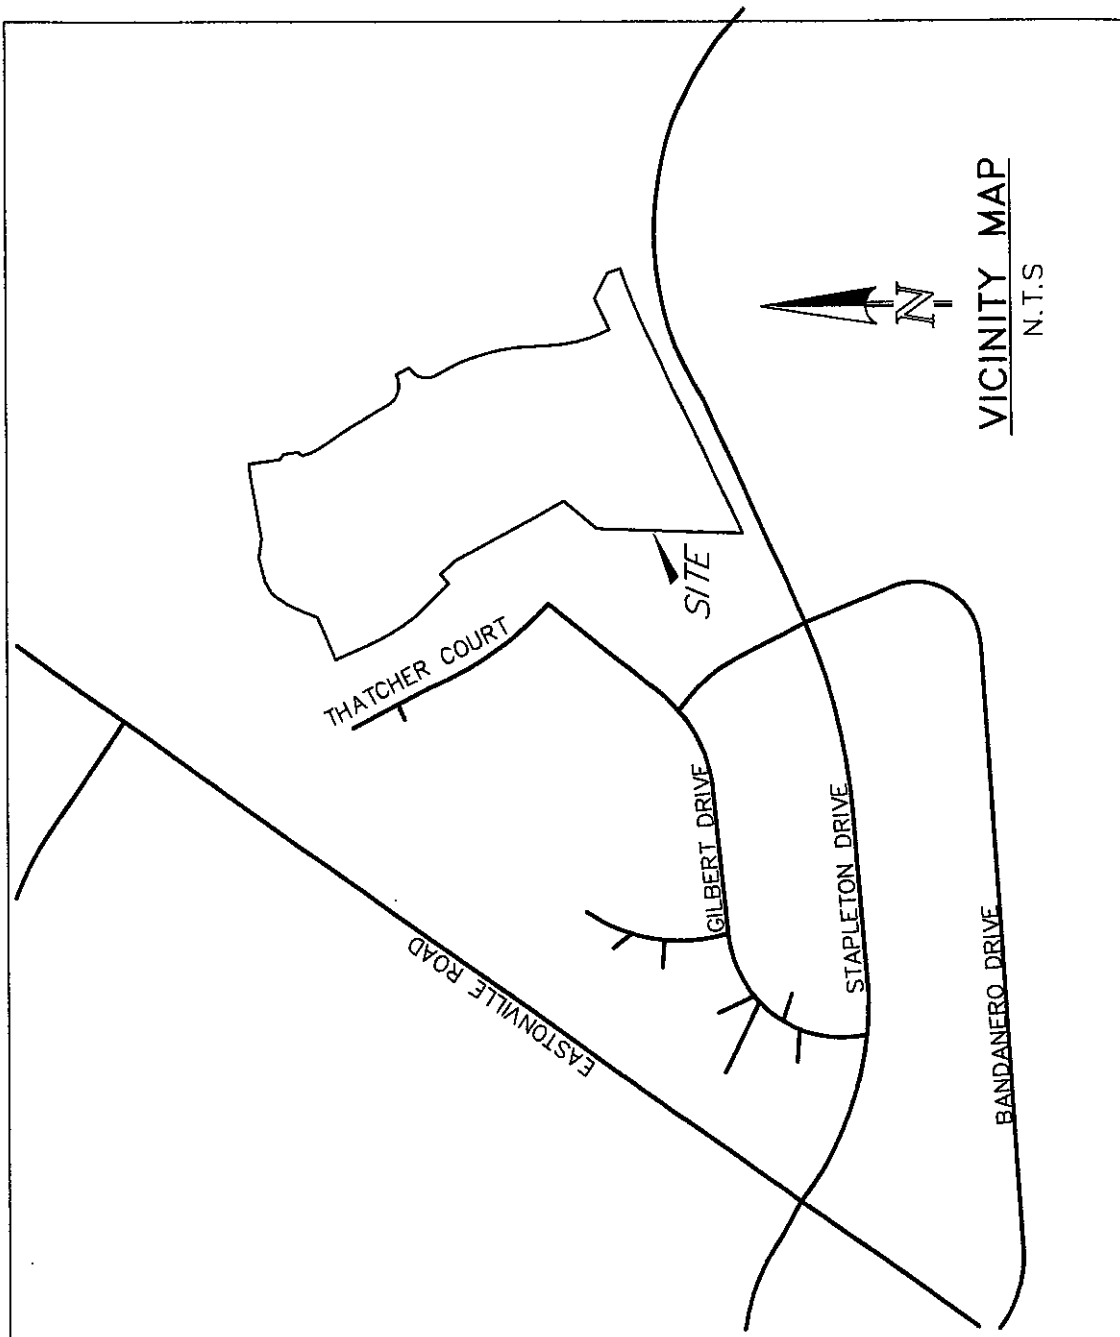 THATCHER COURT
SITE
GILBERT DRIVE
STAPLETON DRIVE
EASTONVILLE ROAD
BANDANERO DRIVE
N
VICINITY MAP
N.T.S